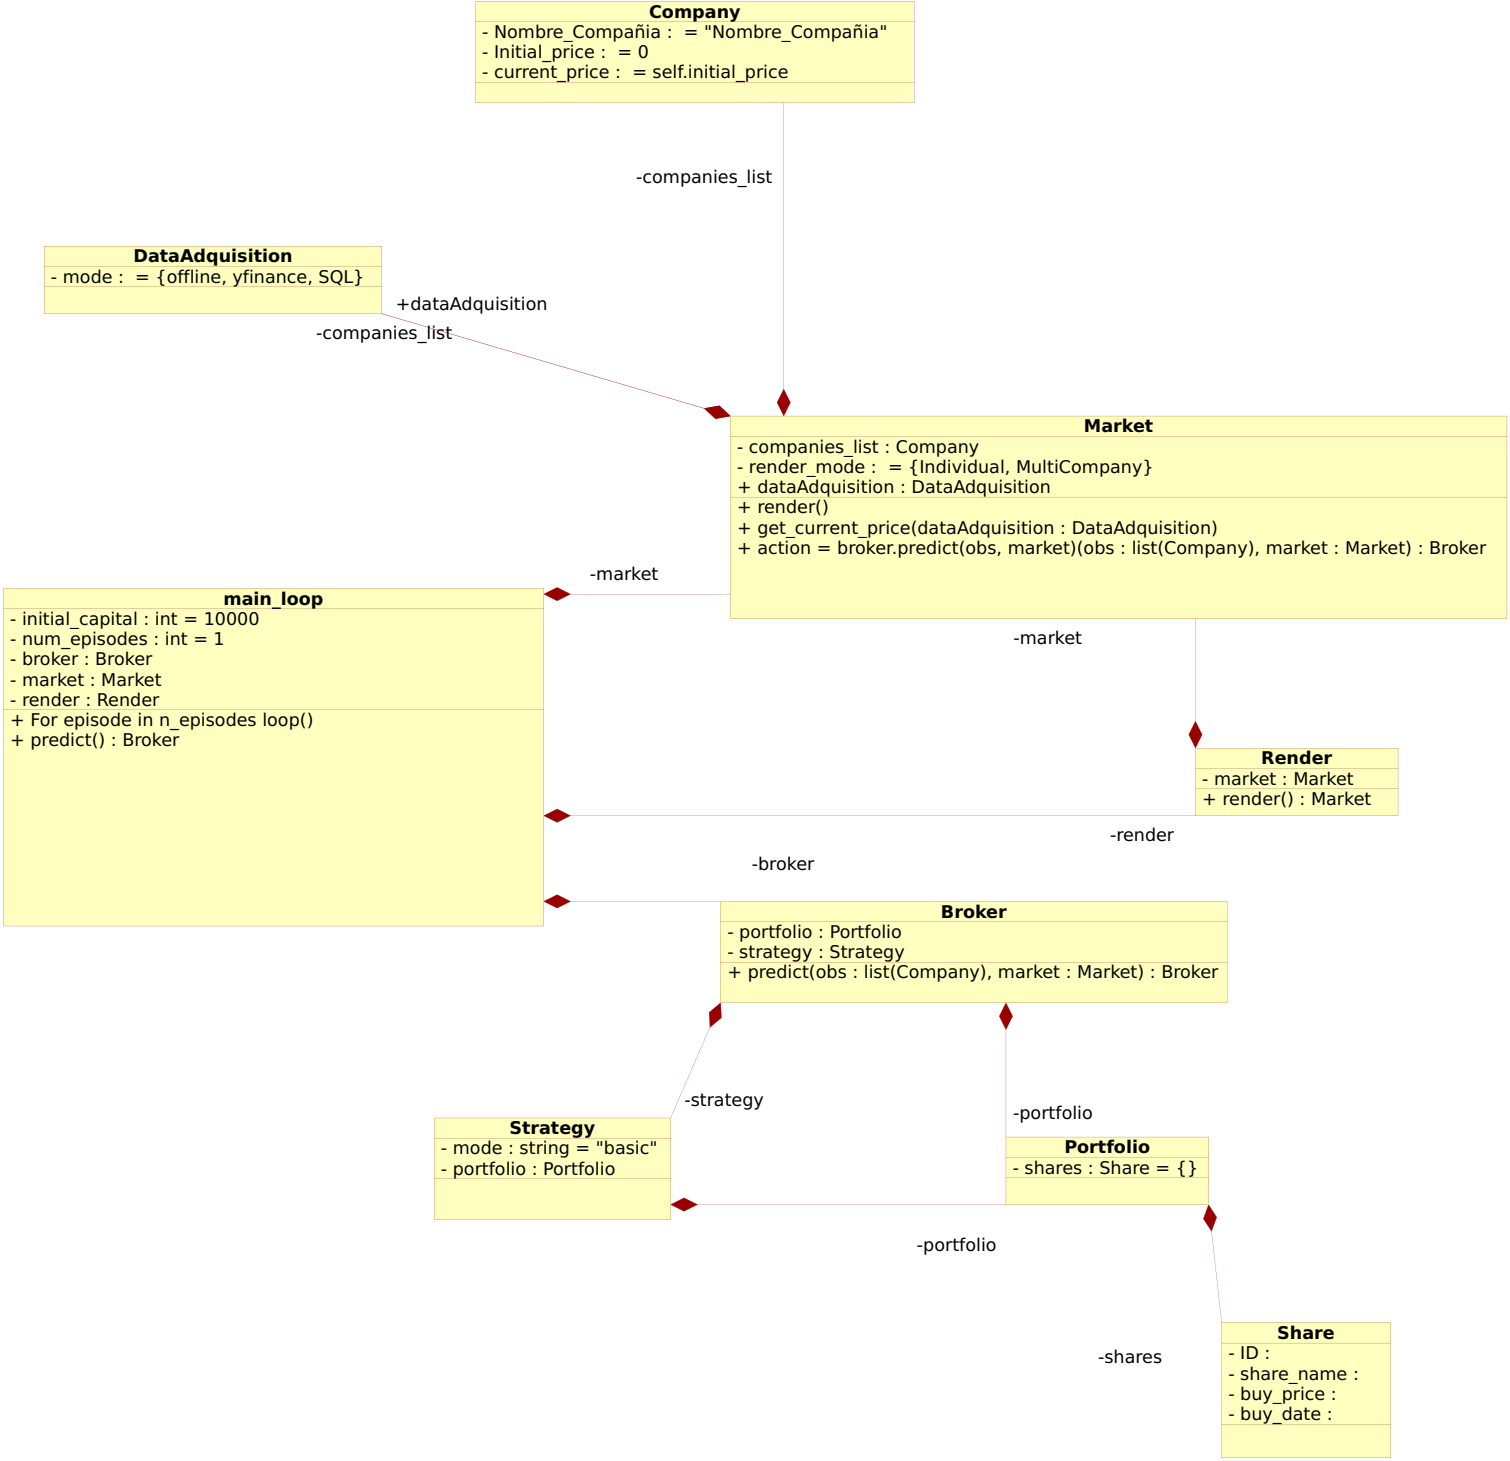 Company
- Nombre_Compañia :  = "Nombre_Compañia"
- Initial_price :  = 0
- current_price :  = self.initial_price
-companies_list
DataAdquisition
- mode :  = {offline, yfinance, SQL}
+dataAdquisition
-companies_list
Market
- companies_list : Company
- render_mode :  = {Individual, MultiCompany}
+ dataAdquisition : DataAdquisition
+ render()
+ get_current_price(dataAdquisition : DataAdquisition)
+ action = broker.predict(obs, market)(obs : list(Company), market : Market) : Broker
-market
main_loop
- initial_capital : int = 10000
- num_episodes : int = 1
- broker : Broker
- market : Market
- render : Render
+ For episode in n_episodes loop()
+ predict() : Broker
-market
Render
- market : Market
+ render() : Market
-render
-broker
Broker
- portfolio : Portfolio
- strategy : Strategy
+ predict(obs : list(Company), market : Market) : Broker
-strategy
-portfolio
Strategy
- mode : string = "basic"
- portfolio : Portfolio
Portfolio
- shares : Share = {}
-portfolio
-shares
Share
- ID :
- share_name :
- buy_price :
- buy_date :